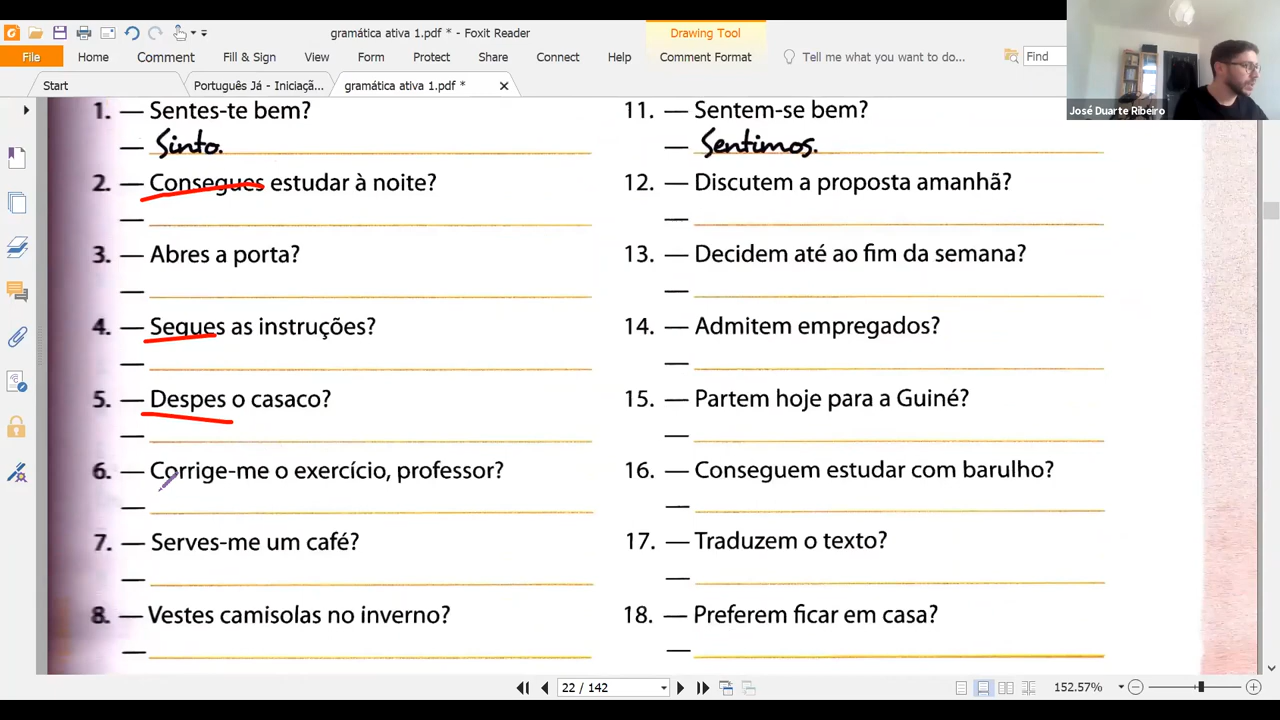 gramática ativa 1.pdf * - Foxit Reader
Drawing Tool
File Home Comment Fill & Sign View Form Protect Share Connect Help Comment Format Tell me what you want to do... Find
Start Português Já - Iniciaçã... gramática ativa 1.pdf *
José Duarte Ribeiro
1. — Sentes-te bem?
— Sinto.
2. — Consegues estudar à noite?
—
3. — Abres a porta?
—
4. — Segues as instruções?
—
5. — Despes o casaco?
—
6. — Corrige-me o exercício, professor?
—
7. — Serves-me um café?
—
8. — Vestes camisolas no inverno?
—
11. — Sentem-se bem?
— Sentimos.
12. — Discutem a proposta amanhã?
—
13. — Decidem até ao fim da semana?
—
14. — Admitem empregados?
—
15. — Partem hoje para a Guiné?
—
16. — Conseguem estudar com barulho?
—
17. — Traduzem o texto?
—
18. — Preferem ficar em casa?
—
22 / 142
152.57%